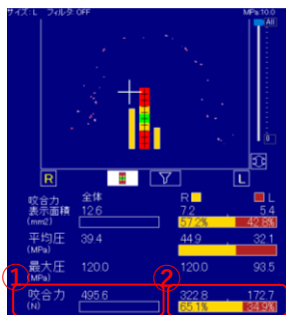 サイズ: L フィルタ: OFF MPa 10.0
All
0
R L
咬合力 全体 R L
表示面積 12.6 7.2 5.4
(mm2) 57.2% 42.8%
平均圧 39.4 44.9 32.1
(MPa)
① ②
最大圧 120.0 120.0 93.5
(MPa)
咬合力 495.6 322.8 172.7
(N) 65.1% 34.9%